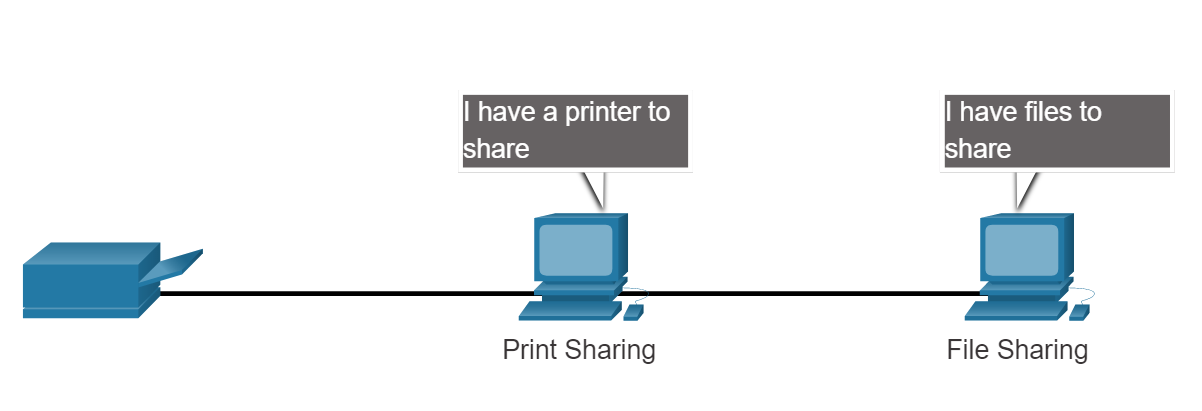 I have a printer to
share
I have files to
share
Print Sharing
File Sharing